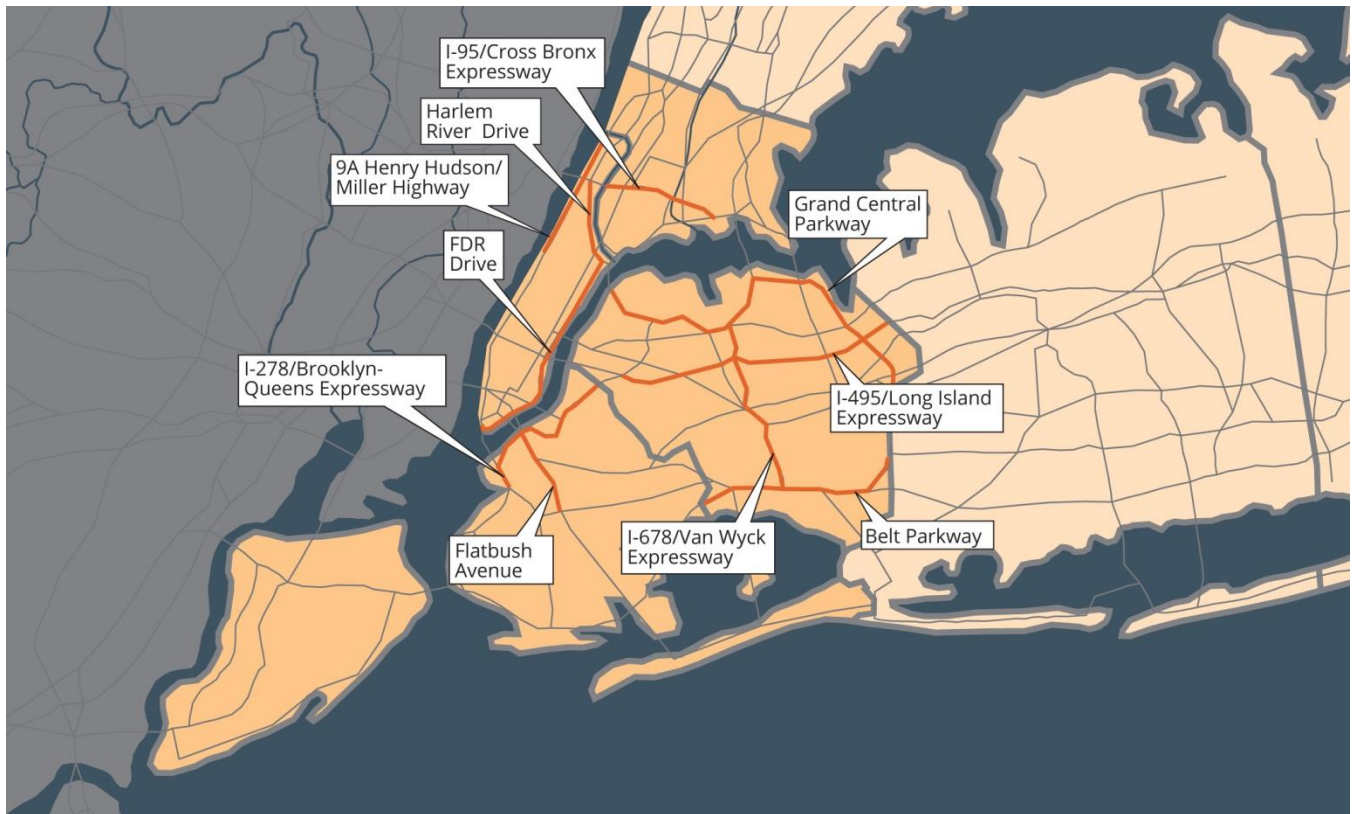 I-95/Cross Bronx
Expressway
Harlem
River Drive
9A Henry Hudson/
Miller Highway
Grand Central
Parkway
FDR
Drive
I-278/Brooklyn-
Queens Expressway
I-495/Long Island
Expressway
Flatbush
Avenue
I-678/Van Wyck
Expressway
Belt Parkway